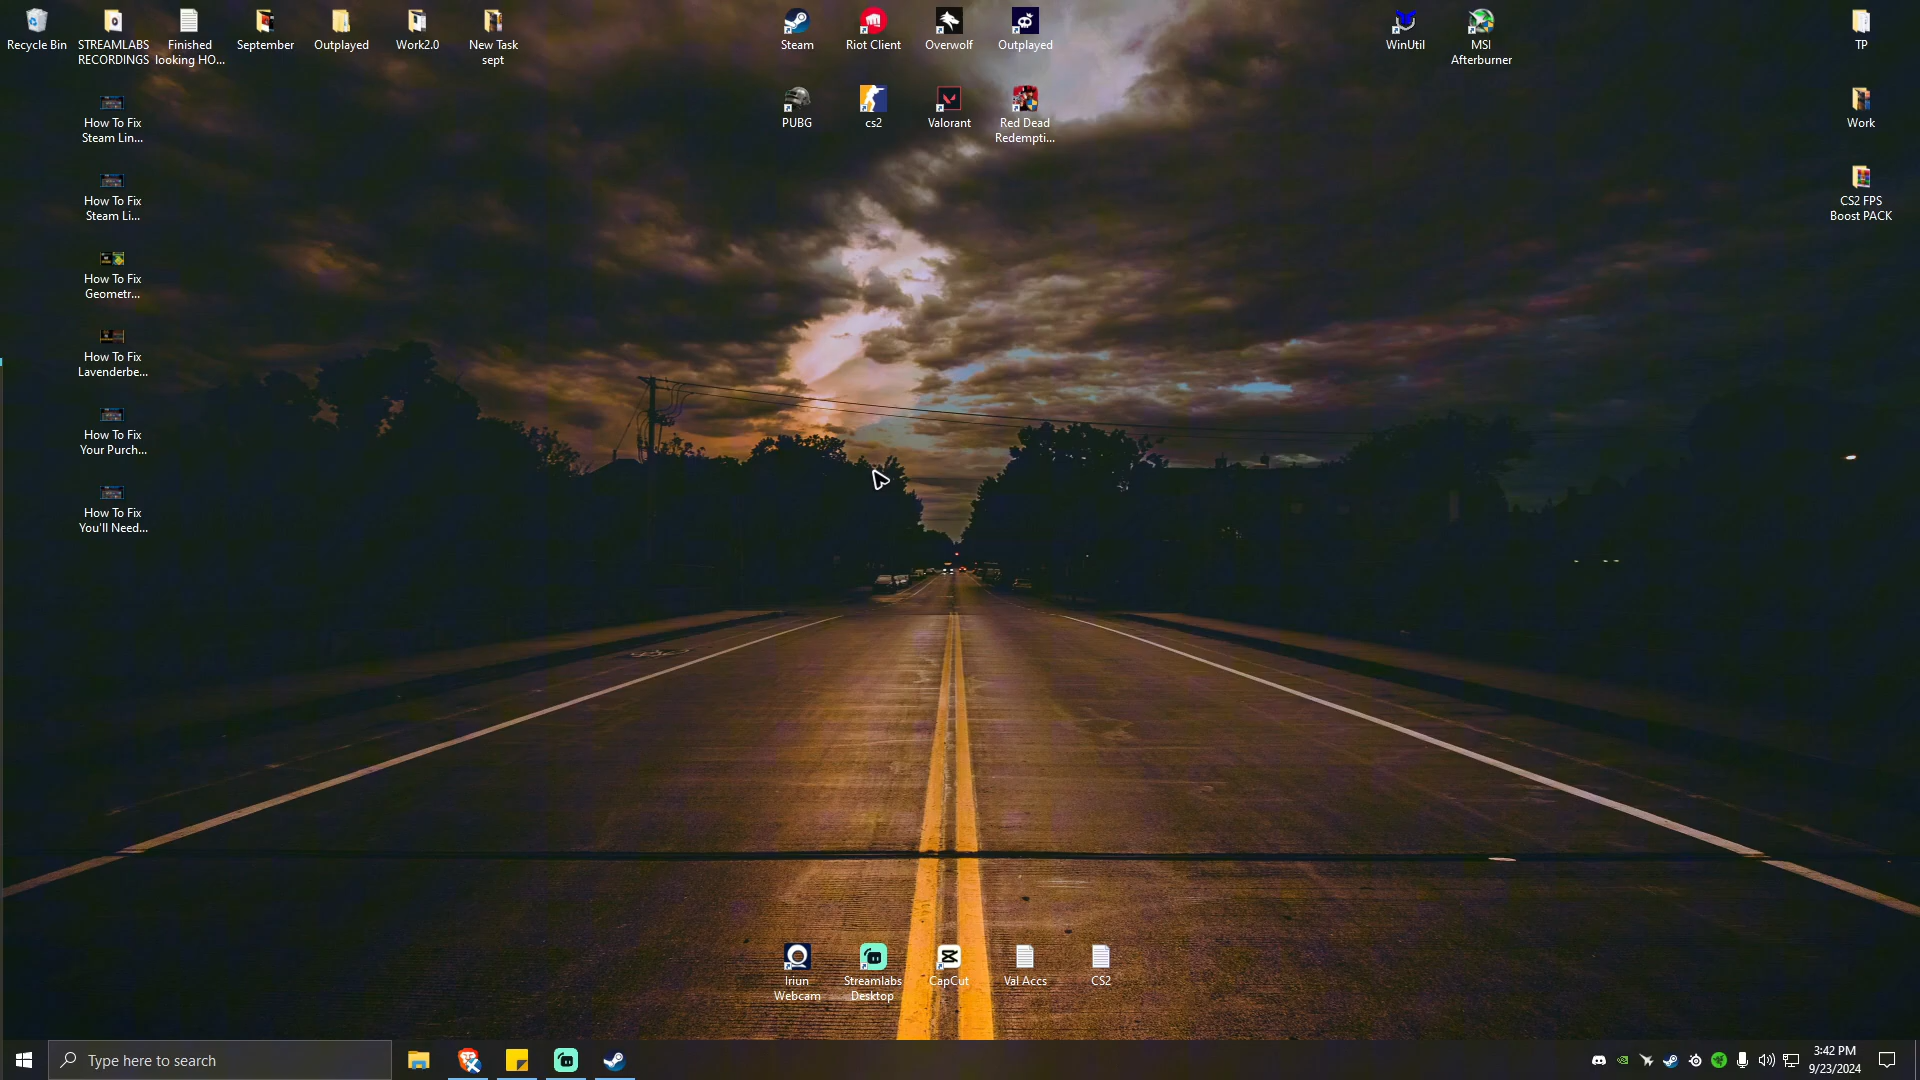 Recycle Bin
STREAMLABS
RECORDINGS
Finished
looking HO...
September
Outplayed
Work2.0
New Task
sept
Steam
Riot Client
Overwolf
Outplayed
WinUtil
MSI
Afterburner
TP
How To Fix
Steam Lin...
PUBG
cs2
Valorant
Red Dead
Redempti...
Work
How To Fix
Steam Li...
CS2 FPS
Boost PACK
How To Fix
Geometr...
How To Fix
Lavenderbe...
How To Fix
Your Purch...
How To Fix
You'll Need...
Iriun
Webcam
Streamlabs
Desktop
CapCut
Val Accs
CS2
Type here to search
3:42 PM
9/23/2024